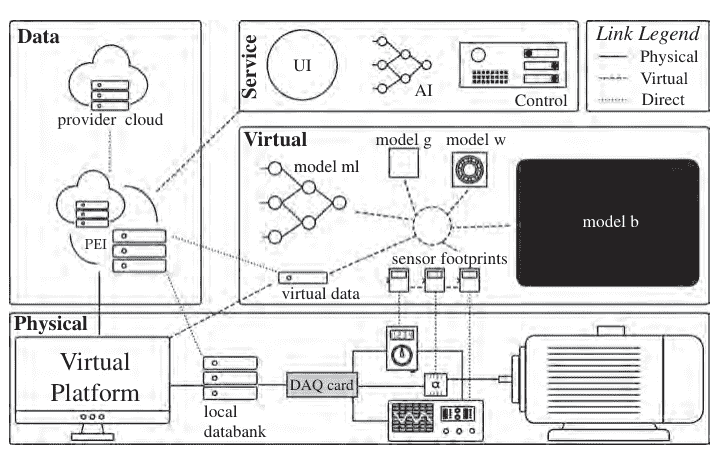 Data
provider cloud
PEI
Service
UI
AI
Control
Link Legend
Physical
Virtual
Direct
Virtual
model ml
model g
model w
model b
sensor footprints
virtual data
Physical
Virtual
Platform
local
databank
DAQ card
α